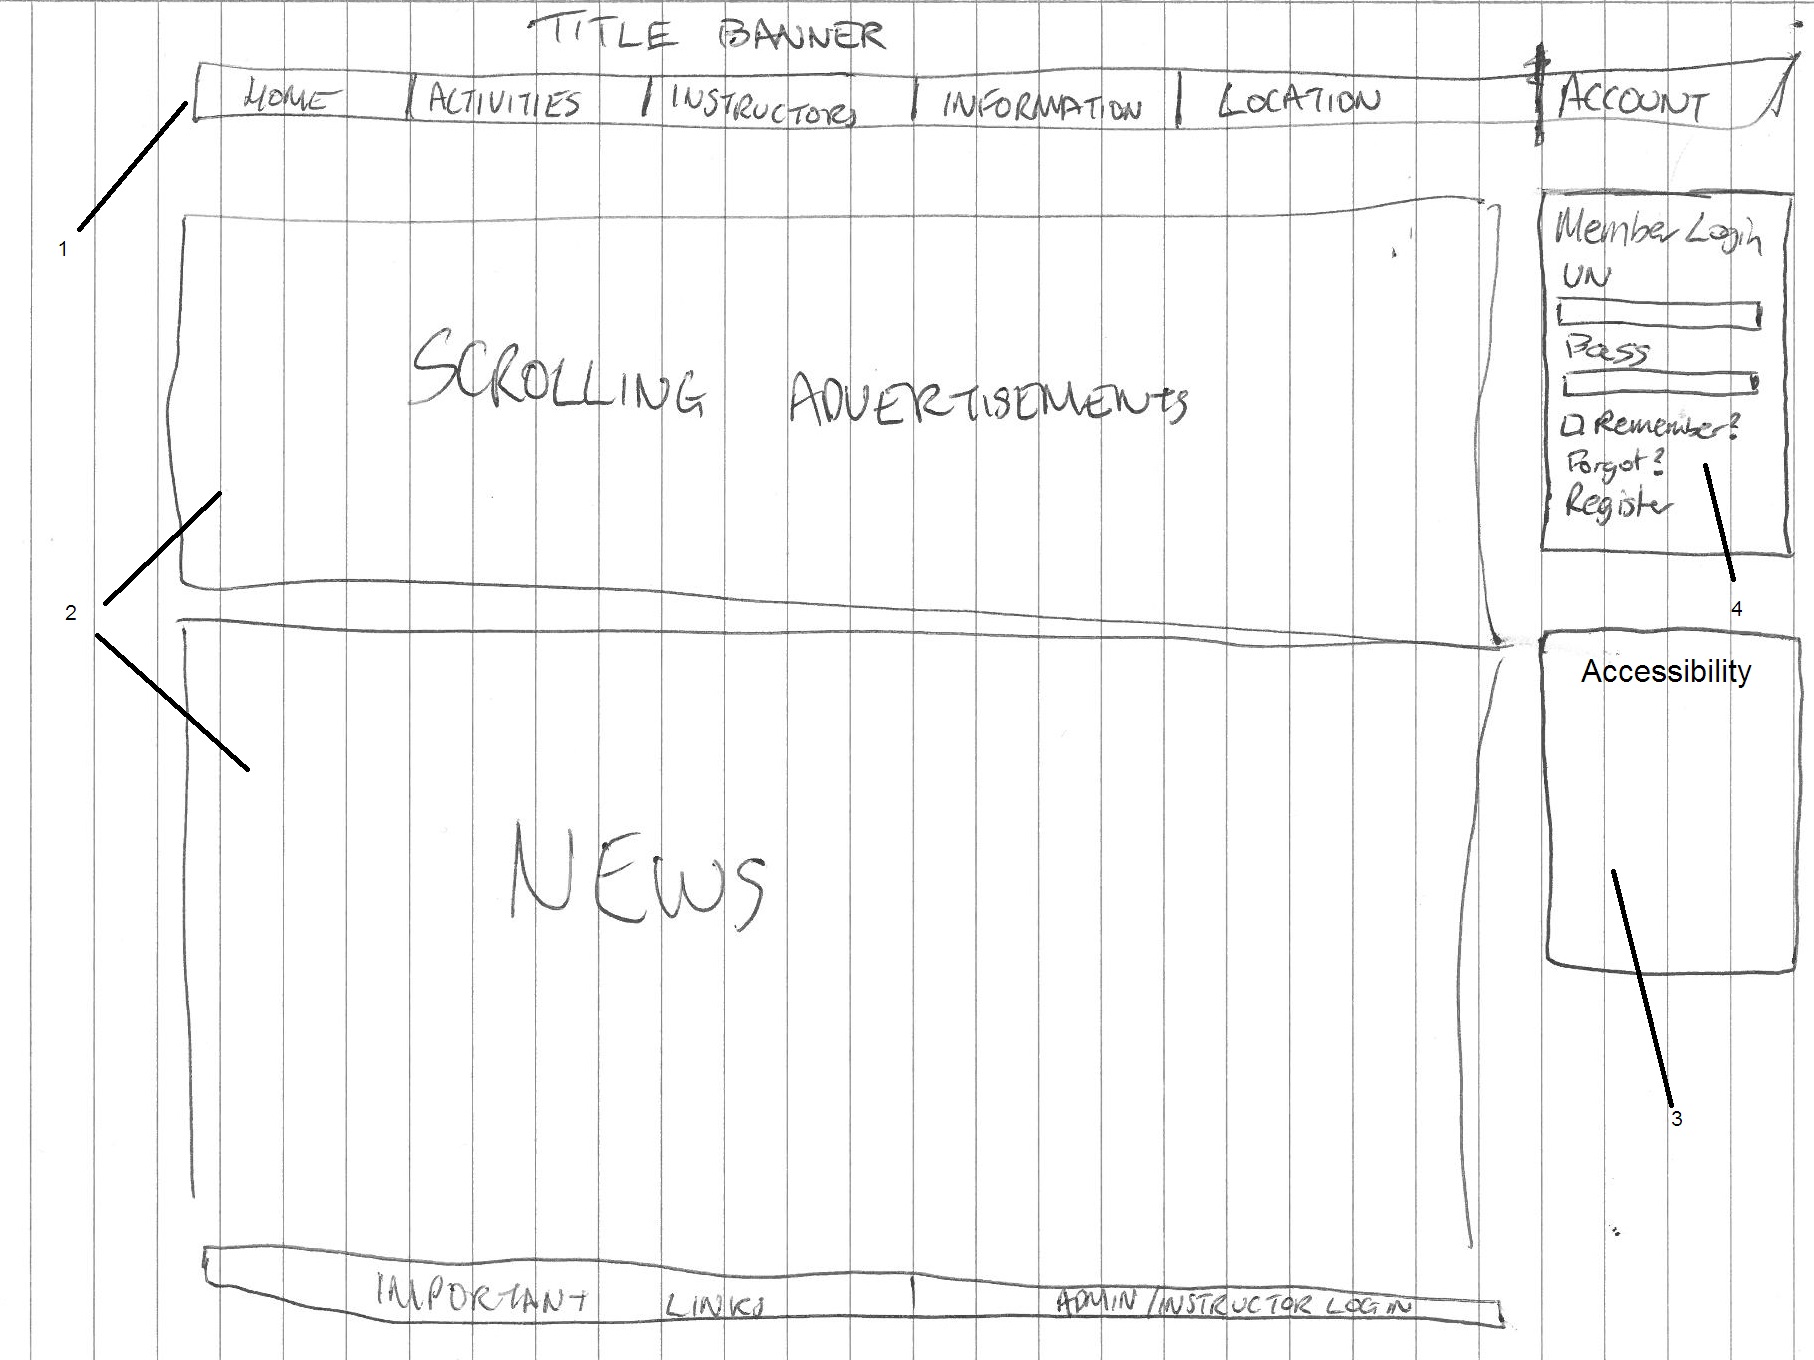 TITLE BANNER
HOME ACTIVITIES INSTRUCTORS INFORMATION LOCATION ACCOUNT
1
SCROLLING ADVERTISEMENTS
Member Login
UN
Pass
Remember?
Forgot?
Register
2
4
Accessibility
NEWS
3
IMPORTANT LINKS ADMIN/INSTRUCTOR LOGIN